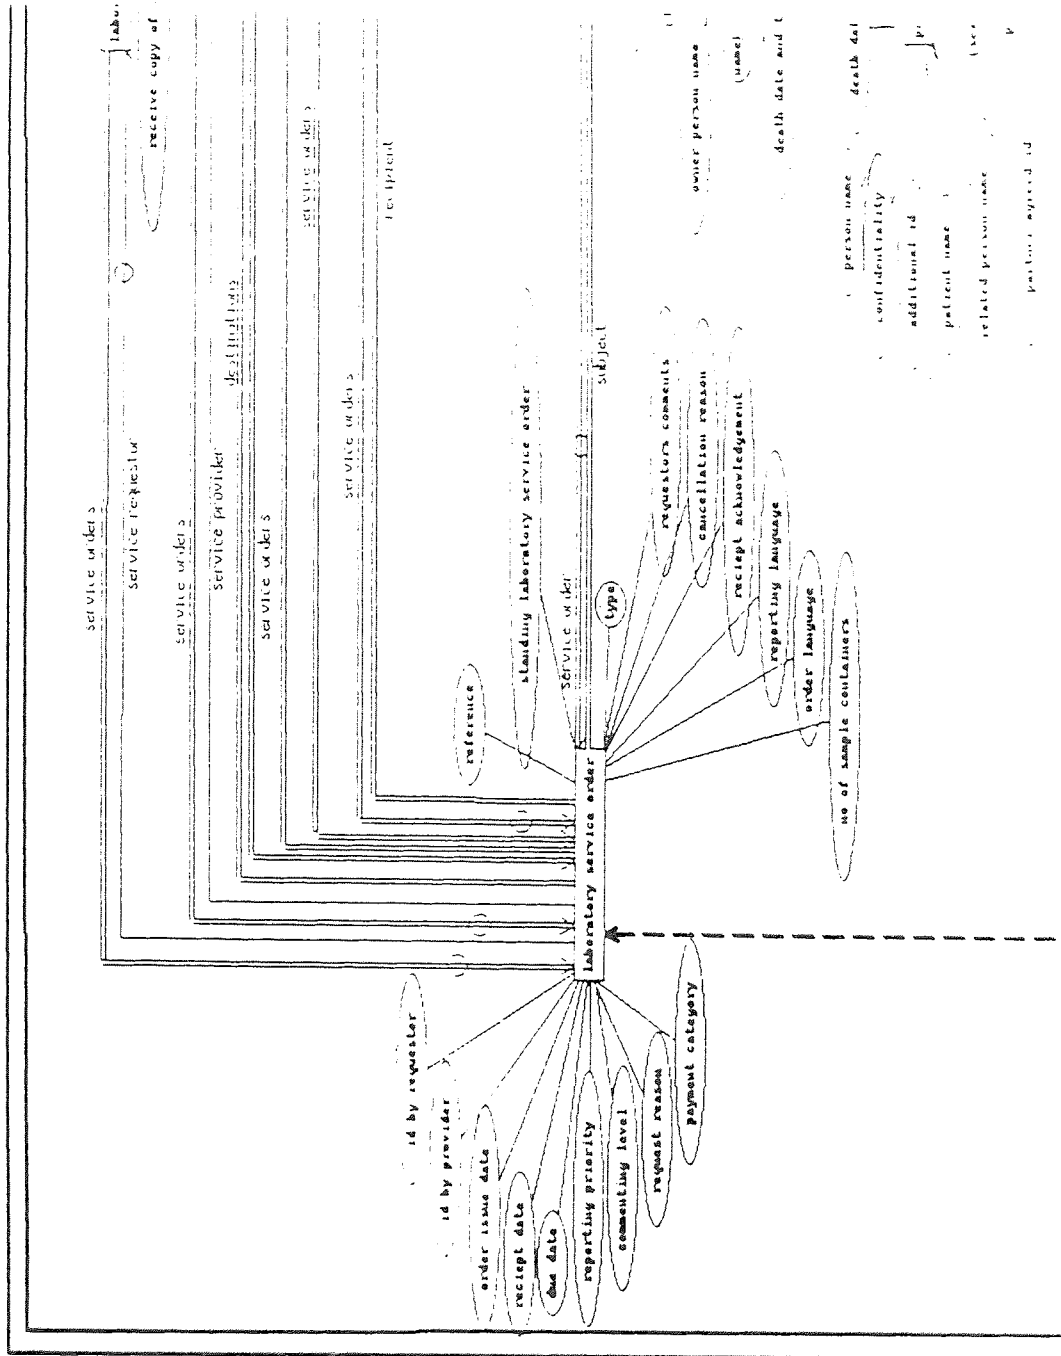 service orders
service requestor
receive copy of
service orders
service provider
destinations
service orders
service orders
service orders
recipient
id by requestor
id by provider
order issue date
reciept date
due date
reporting priority
commenting level
request reason
payment category
reference
standing laboratory service order
service order
subject
laboratory service order
type
requestors comments
cancellation reason
reciept acknowledgement
reporting language
order language
no of sample containers
owner person name
(name)
death date and t
person name
death dat
confidentiality
additional id
patient name
related person name
partner agreed id